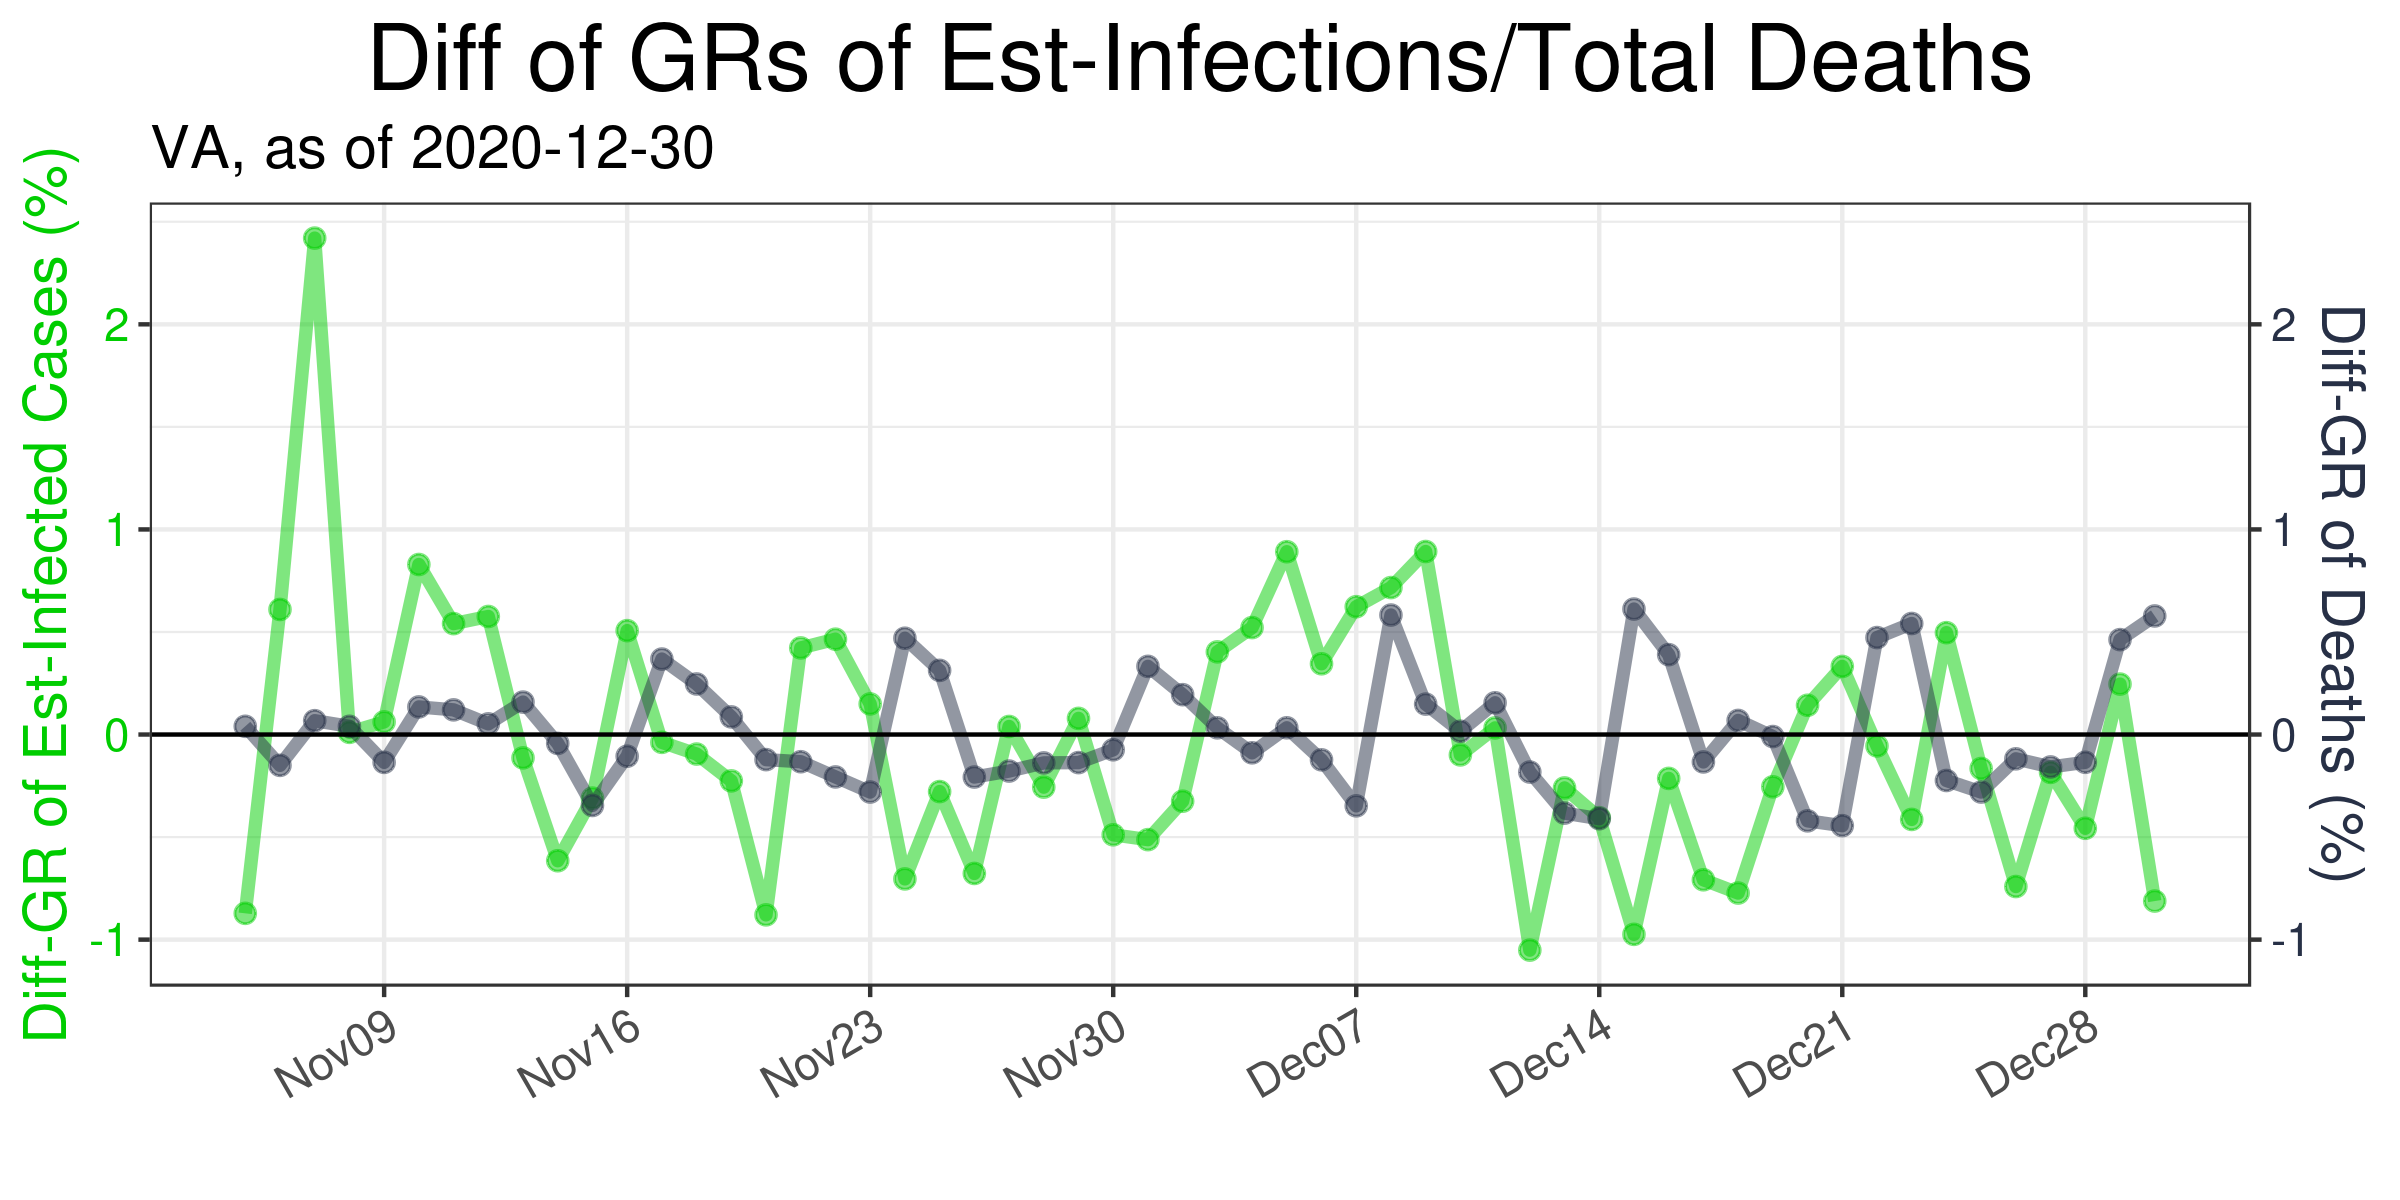 Diff of GRs of Est-Infections/Total Deaths
VA, as of 2020-12-30
Diff-GR of Est-Infected Cases (%)
2
1
0
-1
2
1
0
-1
Diff-GR of Deaths (%)
Nov09
Nov16
Nov23
Nov30
Dec07
Dec14
Dec21
Dec28